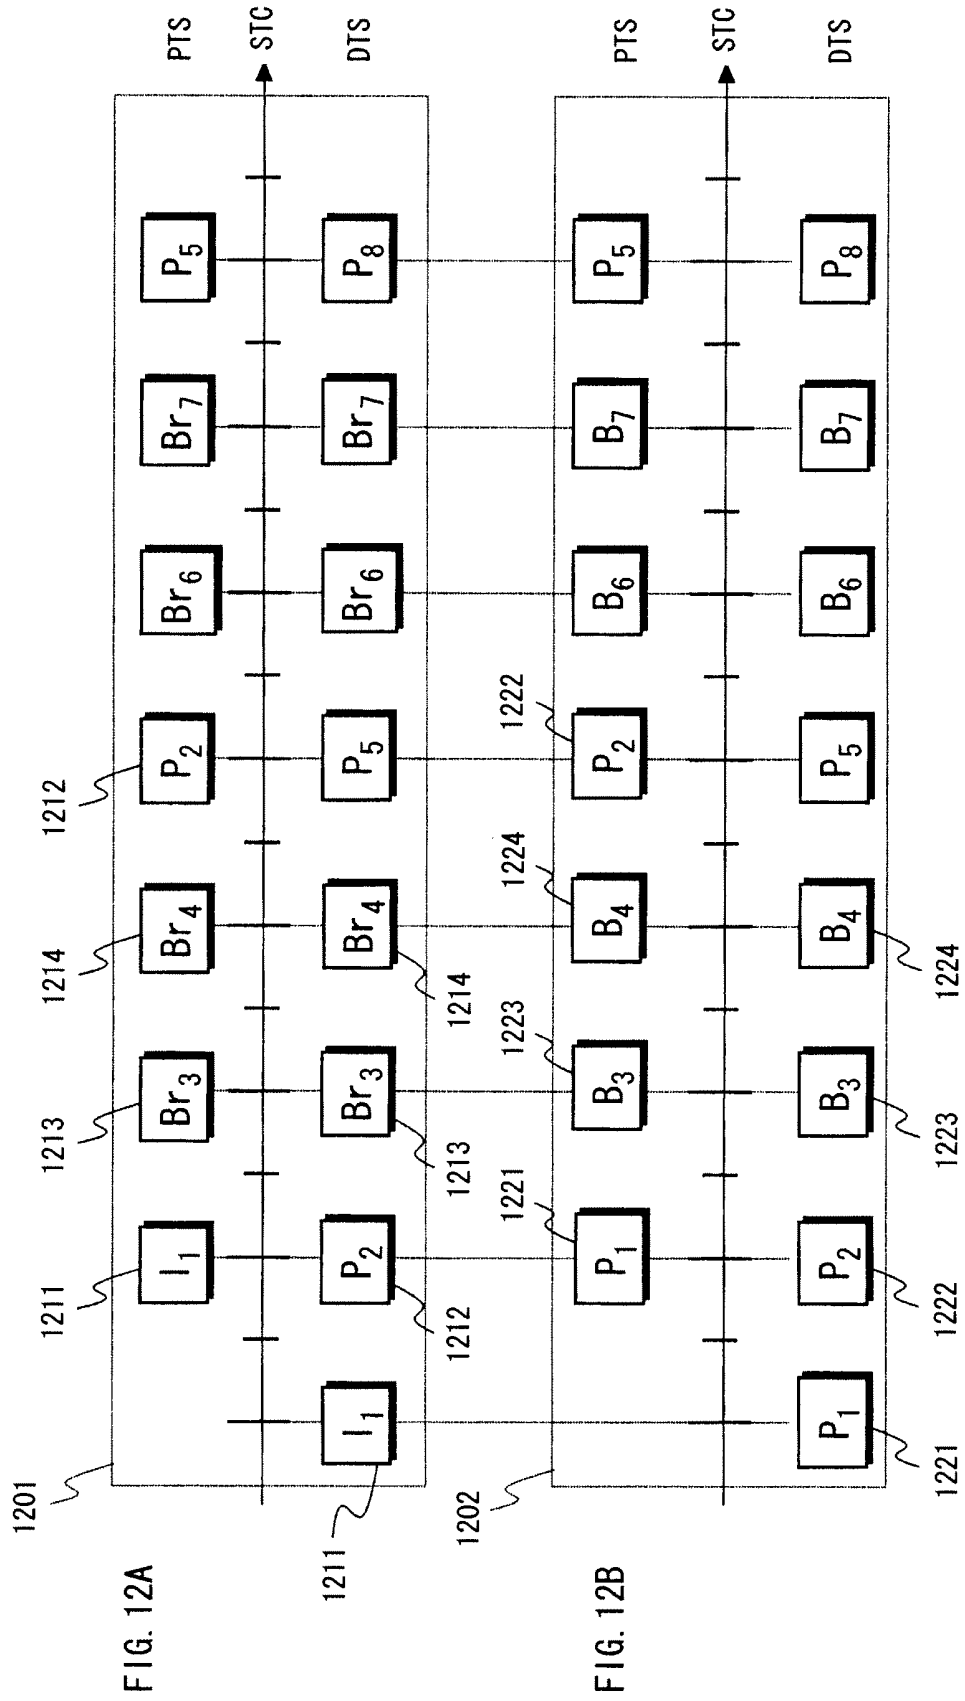 FIG. 12A
1201
1211
1213
1214
1212
I1
Br3
Br4
P2
Br6
Br7
P5
PTS
STC
I1
P2
Br3
Br4
P5
Br6
Br7
P8
DTS
1211
1212
1213
1214
FIG. 12B
1202
1221
1223
1224
1222
P1
B3
B4
P2
B6
B7
P5
PTS
STC
P1
P2
B3
B4
P5
B6
B7
P8
DTS
1221
1222
1223
1224